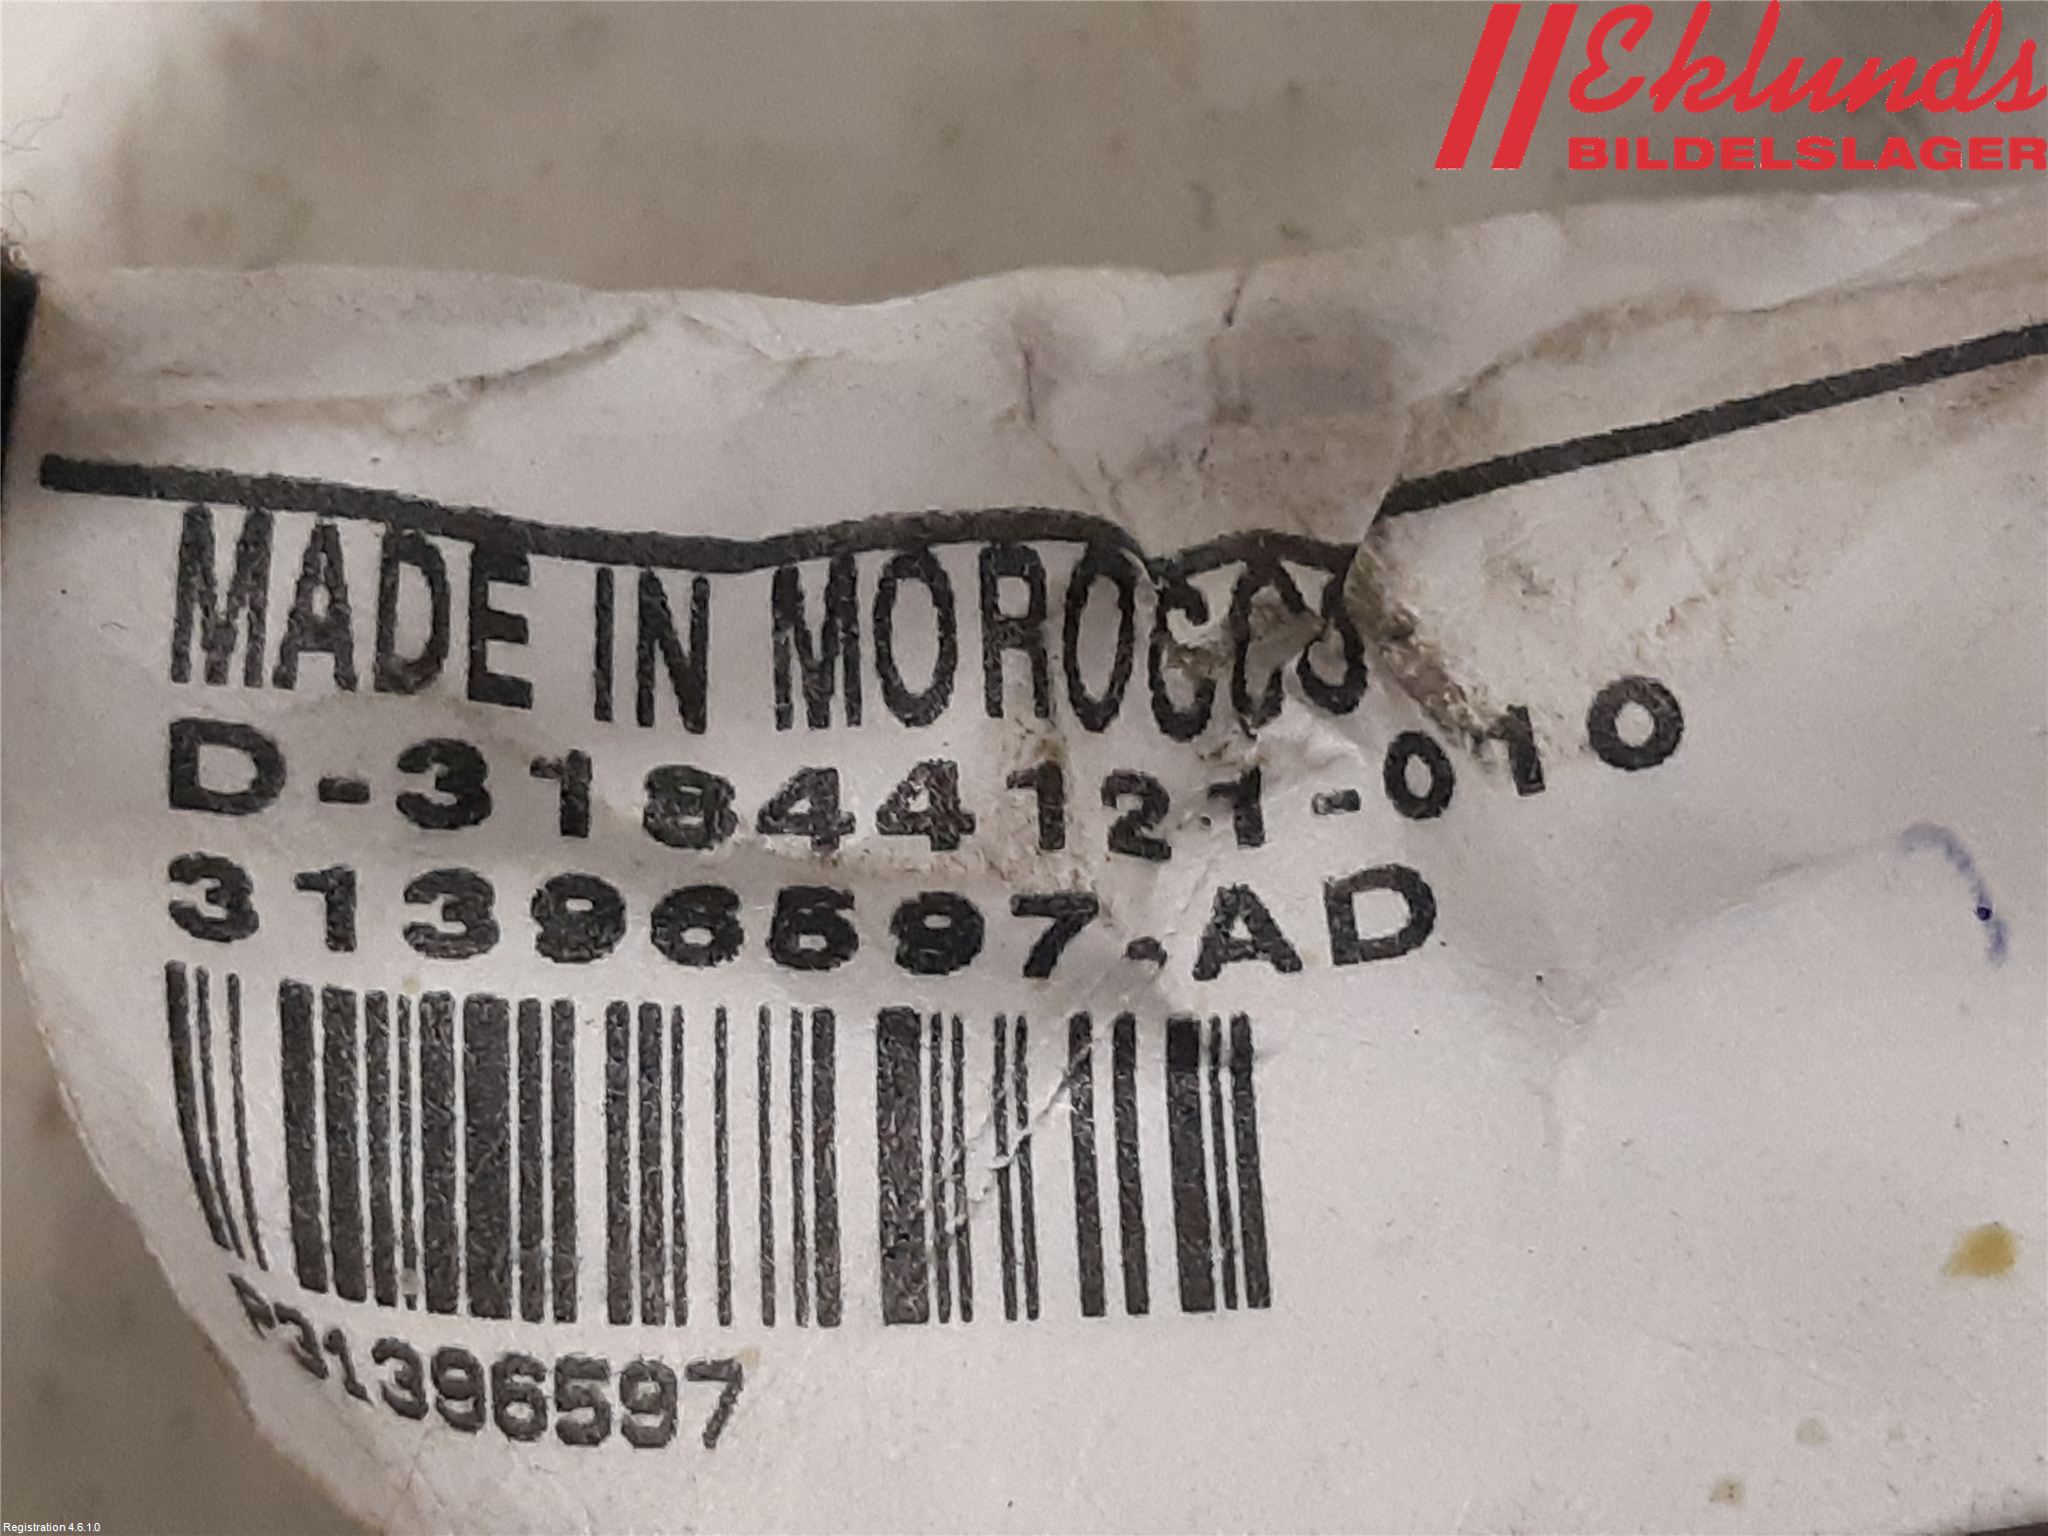 Eklunds
BILDELSLAGER
MADE IN MOROCCO
D-31844121-010
31396597-AD
P31396597
Registration 4.6.1.0